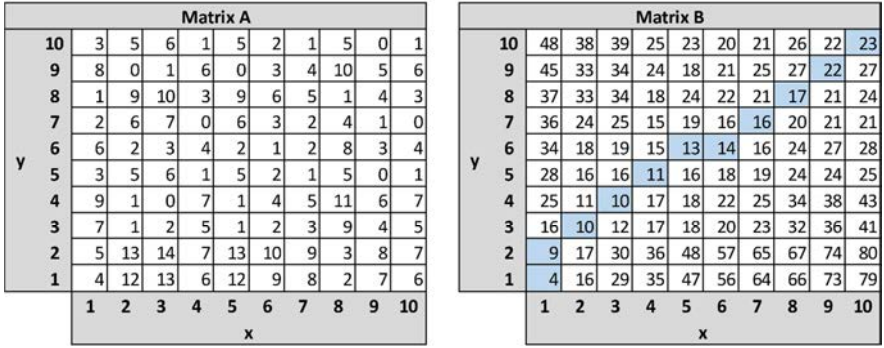 Matrix A
10 3 5 6 1 5 2 1 5 0 1
9 8 0 1 6 0 3 4 10 5 6
8 1 9 10 3 9 6 5 1 4 3
7 2 6 7 0 6 3 2 4 1 0
6 6 2 3 4 2 1 2 8 3 4
5 3 5 6 1 5 2 1 5 0 1
4 9 1 0 7 1 4 5 11 6 7
3 7 1 2 5 1 2 3 9 4 5
2 5 13 14 7 13 10 9 3 8 7
1 4 12 13 6 12 9 8 2 7 6
y
1 2 3 4 5 6 7 8 9 10
x
Matrix B
10 48 38 39 25 23 20 21 26 22 23
9 45 33 34 24 18 21 25 27 22 27
8 37 33 34 18 24 22 21 17 21 24
7 36 24 25 15 19 16 16 20 21 21
6 34 18 19 15 13 14 16 24 27 28
5 28 16 16 11 16 18 19 24 24 25
4 25 11 10 17 18 22 25 34 38 43
3 16 10 12 17 18 20 23 32 36 41
2 9 17 30 36 48 57 65 67 74 80
1 4 16 29 35 47 56 64 66 73 79
y
1 2 3 4 5 6 7 8 9 10
x